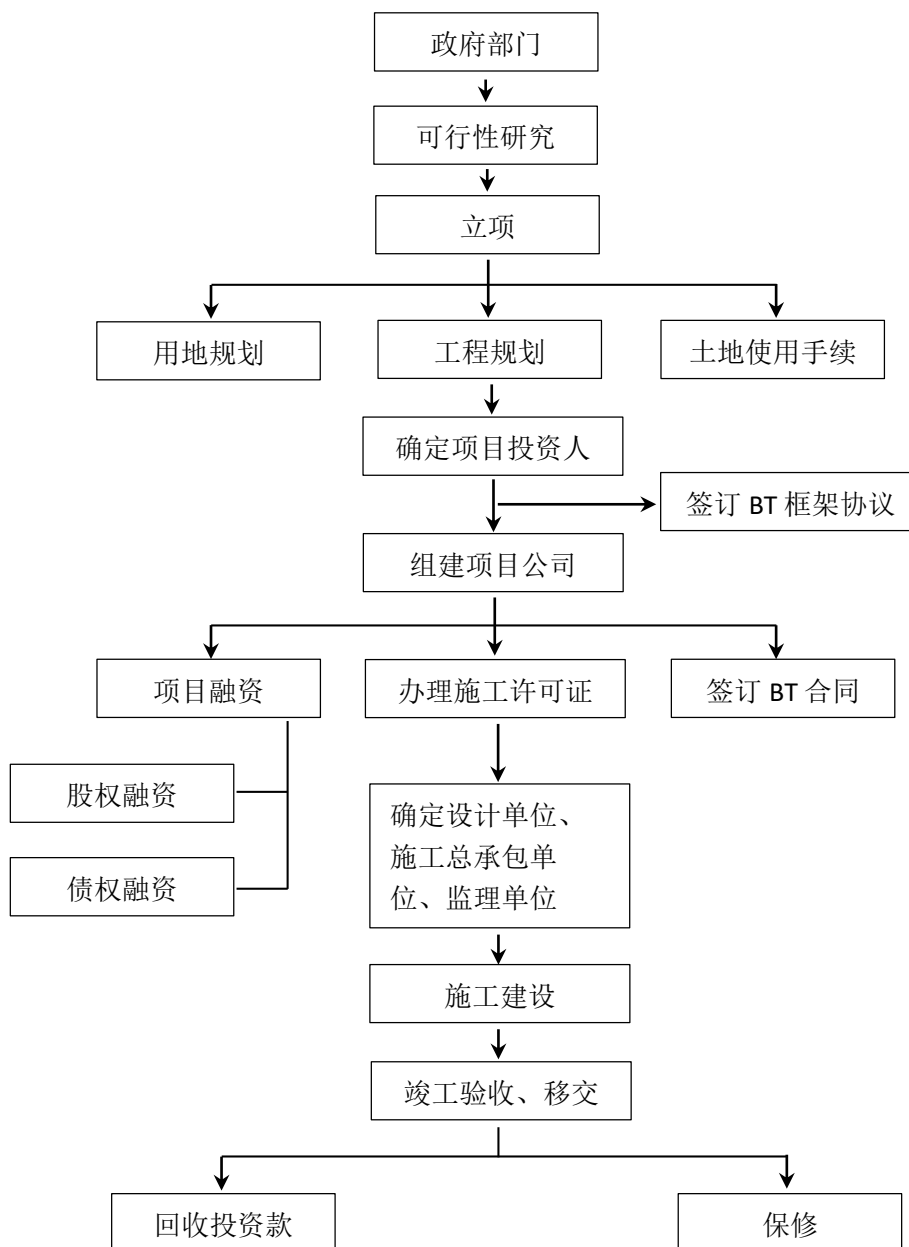 政府部门
可行性研究
立项
用地规划
工程规划
土地使用手续
确定项目投资人
签订 BT 框架协议
组建项目公司
项目融资
办理施工许可证
签订 BT 合同
股权融资
债权融资
确定设计单位、
施工总承包单
位、监理单位
施工建设
竣工验收、移交
回收投资款
保修